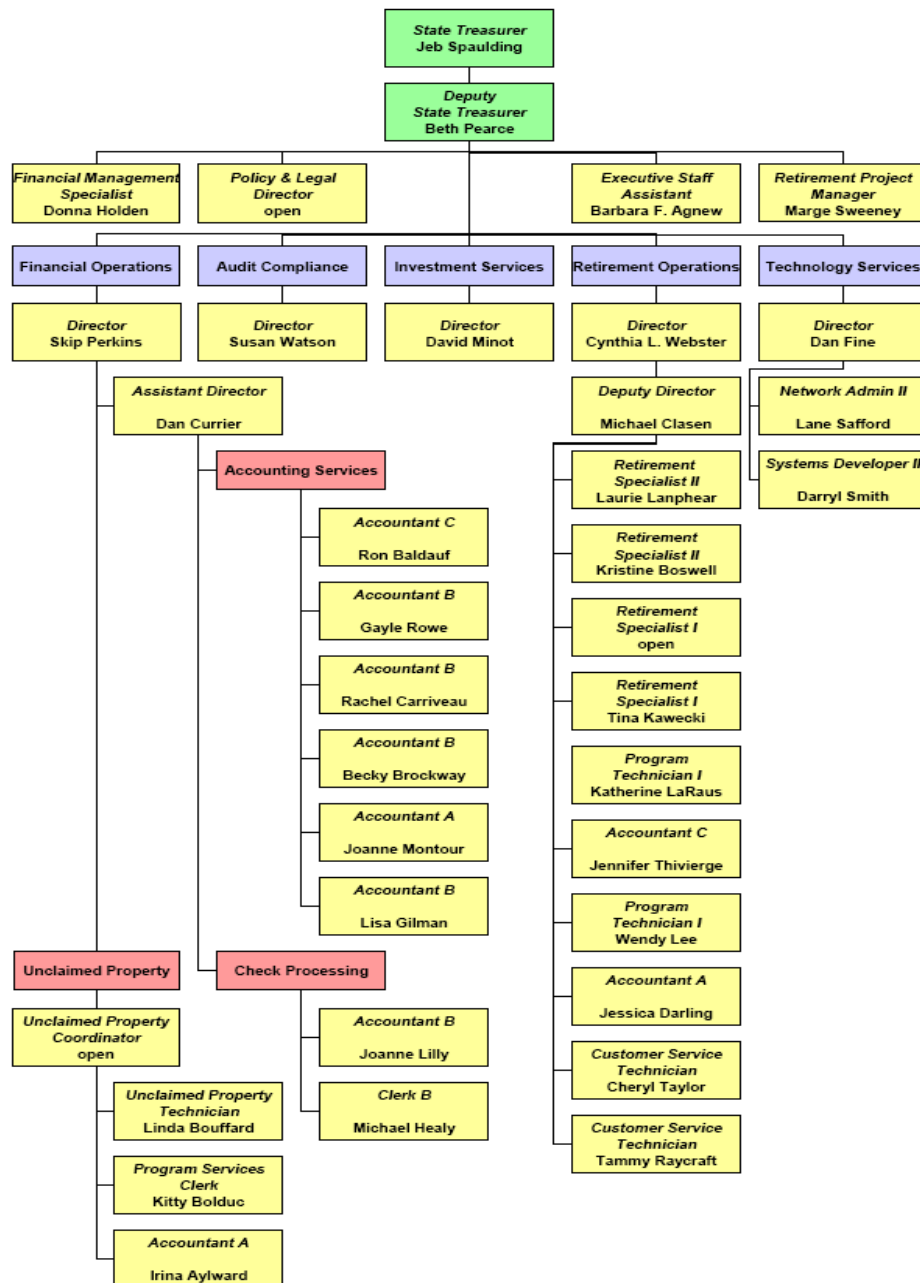 State Treasurer
Jeb Spaulding
Deputy
State Treasurer
Beth Pearce
Financial Management
Specialist
Donna Holden
Policy & Legal
Director
open
Executive Staff
Assistant
Barbara F. Agnew
Retirement Project
Manager
Marge Sweeney
Financial Operations
Audit Compliance
Investment Services
Retirement Operations
Technology Services
Director
Skip Perkins
Director
Susan Watson
Director
David Minot
Director
Cynthia L. Webster
Director
Dan Fine
Assistant Director
Dan Currier
Deputy Director
Michael Clasen
Network Admin II
Lane Safford
Accounting Services
Retirement
Specialist II
Laurie Lanphear
Systems Developer II
Darryl Smith
Accountant C
Ron Baldauf
Retirement
Specialist II
Kristine Boswell
Accountant B
Gayle Rowe
Retirement
Specialist I
open
Accountant B
Rachel Carriveau
Retirement
Specialist I
Tina Kawecki
Accountant B
Becky Brockway
Program
Technician I
Katherine LaRaus
Accountant A
Joanne Montour
Accountant C
Jennifer Thivierge
Accountant B
Lisa Gilman
Program
Technician I
Wendy Lee
Unclaimed Property
Check Processing
Accountant A
Jessica Darling
Unclaimed Property
Coordinator
open
Accountant B
Joanne Lilly
Customer Service
Technician
Cheryl Taylor
Unclaimed Property
Technician
Linda Bouffard
Clerk B
Michael Healy
Customer Service
Technician
Tammy Raycraft
Program Services
Clerk
Kitty Bolduc
Accountant A
Irina Aylward